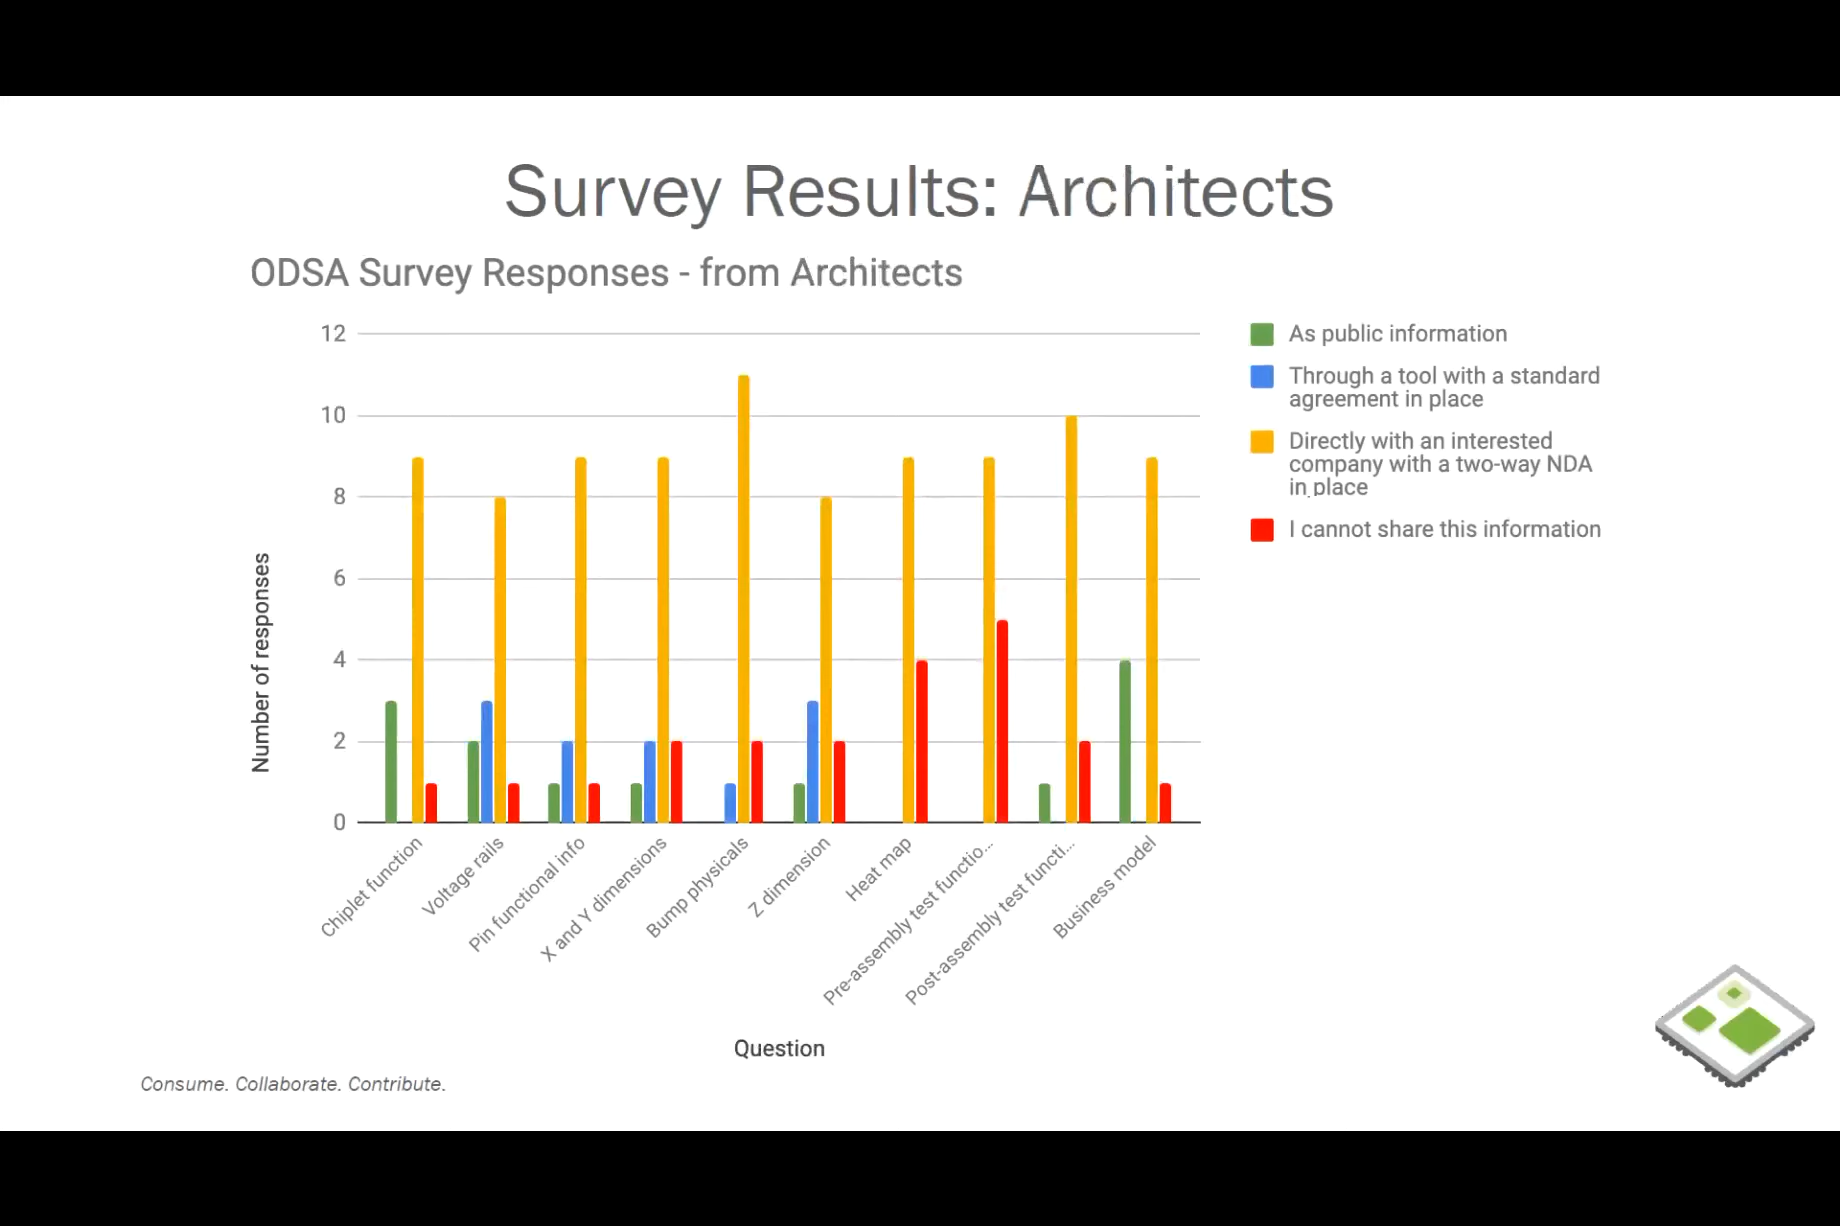 Survey Results: Architects
ODSA Survey Responses - from Architects
12
10
8
6
4
2
0
Number of responses
Chiplet function
Voltage rails
Pin functional info
X and Y dimensions
Bump physicals
Z dimension
Heat map
Pre-assembly test functio...
Post-assembly test functi...
Business model
Question
As public information
Through a tool with a standard
agreement in place
Directly with an interested
company with a two-way NDA
in place
I cannot share this information
Consume. Collaborate. Contribute.